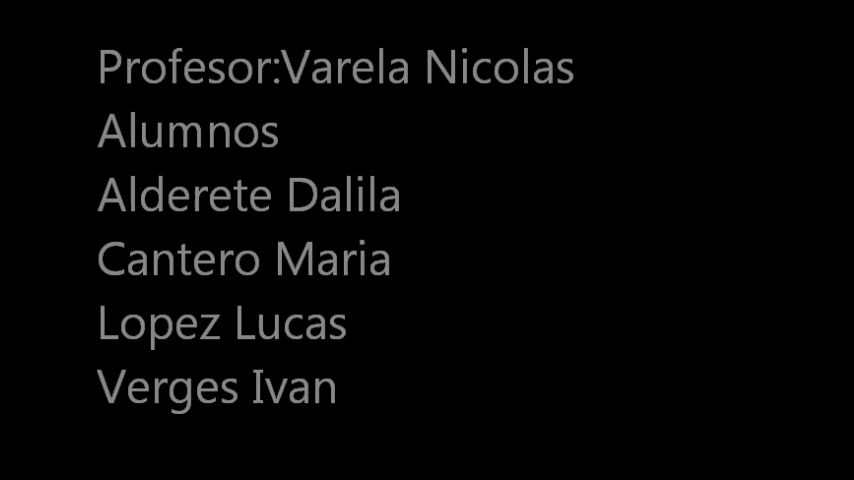 Profesor:Varela Nicolas
Alumnos
Alderete Dalila
Cantero Maria
Lopez Lucas
Verges Ivan